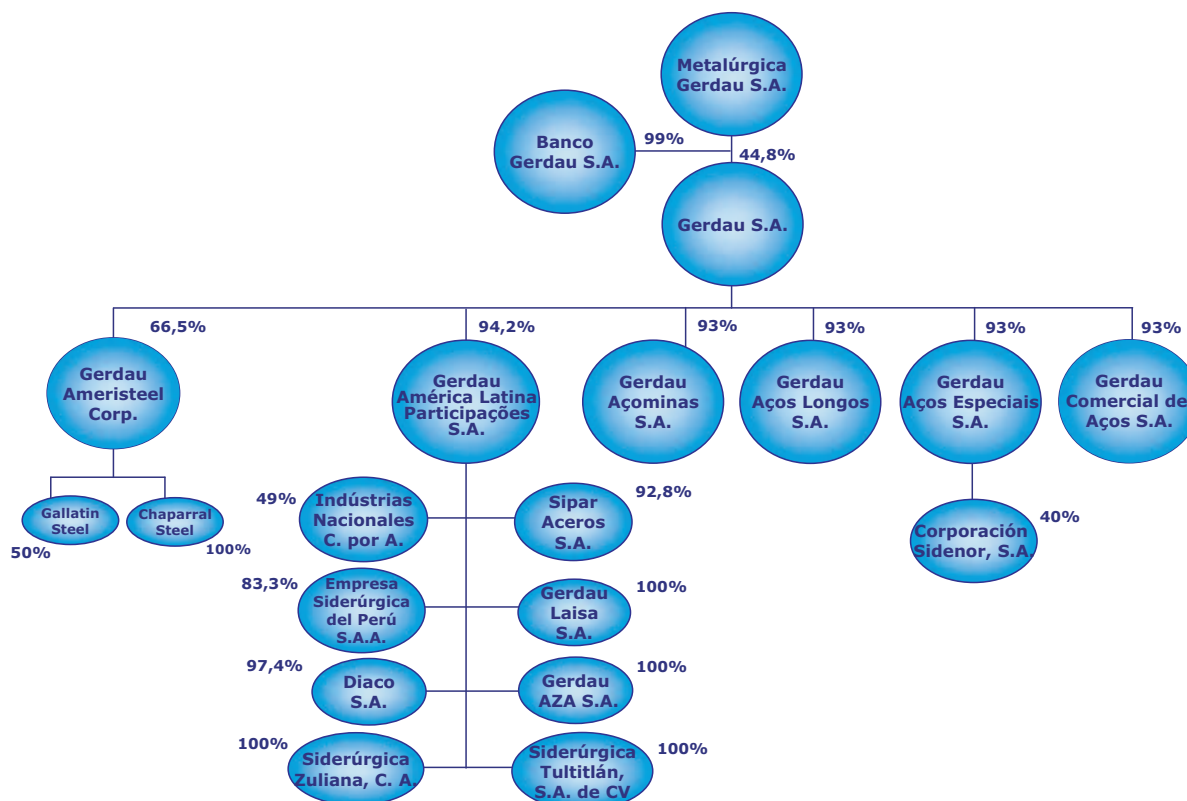 Metalúrgica
Gerdau S.A.
Banco
Gerdau S.A.
99%
44,8%
Gerdau S.A.
66,5%
94,2%
93%
93%
93%
93%
Gerdau
Ameristeel
Corp.
Gerdau
América Latina
Participações
S.A.
Gerdau
Açominas
S.A.
Gerdau
Aços Longos
S.A.
Gerdau
Aços Especiais
S.A.
Gerdau
Comercial de
Aços S.A.
Gallatin
Steel
50%
Chaparral
Steel
100%
49%
Indústrias
Nacionales
C. por A.
Sipar
Aceros
S.A.
92,8%
Corporación
Sidenor, S.A.
40%
83,3%
Empresa
Siderúrgica
del Perú
S.A.A.
Gerdau
Laisa
S.A.
100%
97,4%
Diaco
S.A.
Gerdau
AZA S.A.
100%
100%
Siderúrgica
Zuliana, C. A.
Siderúrgica
Tultitlán,
S.A. de CV
100%